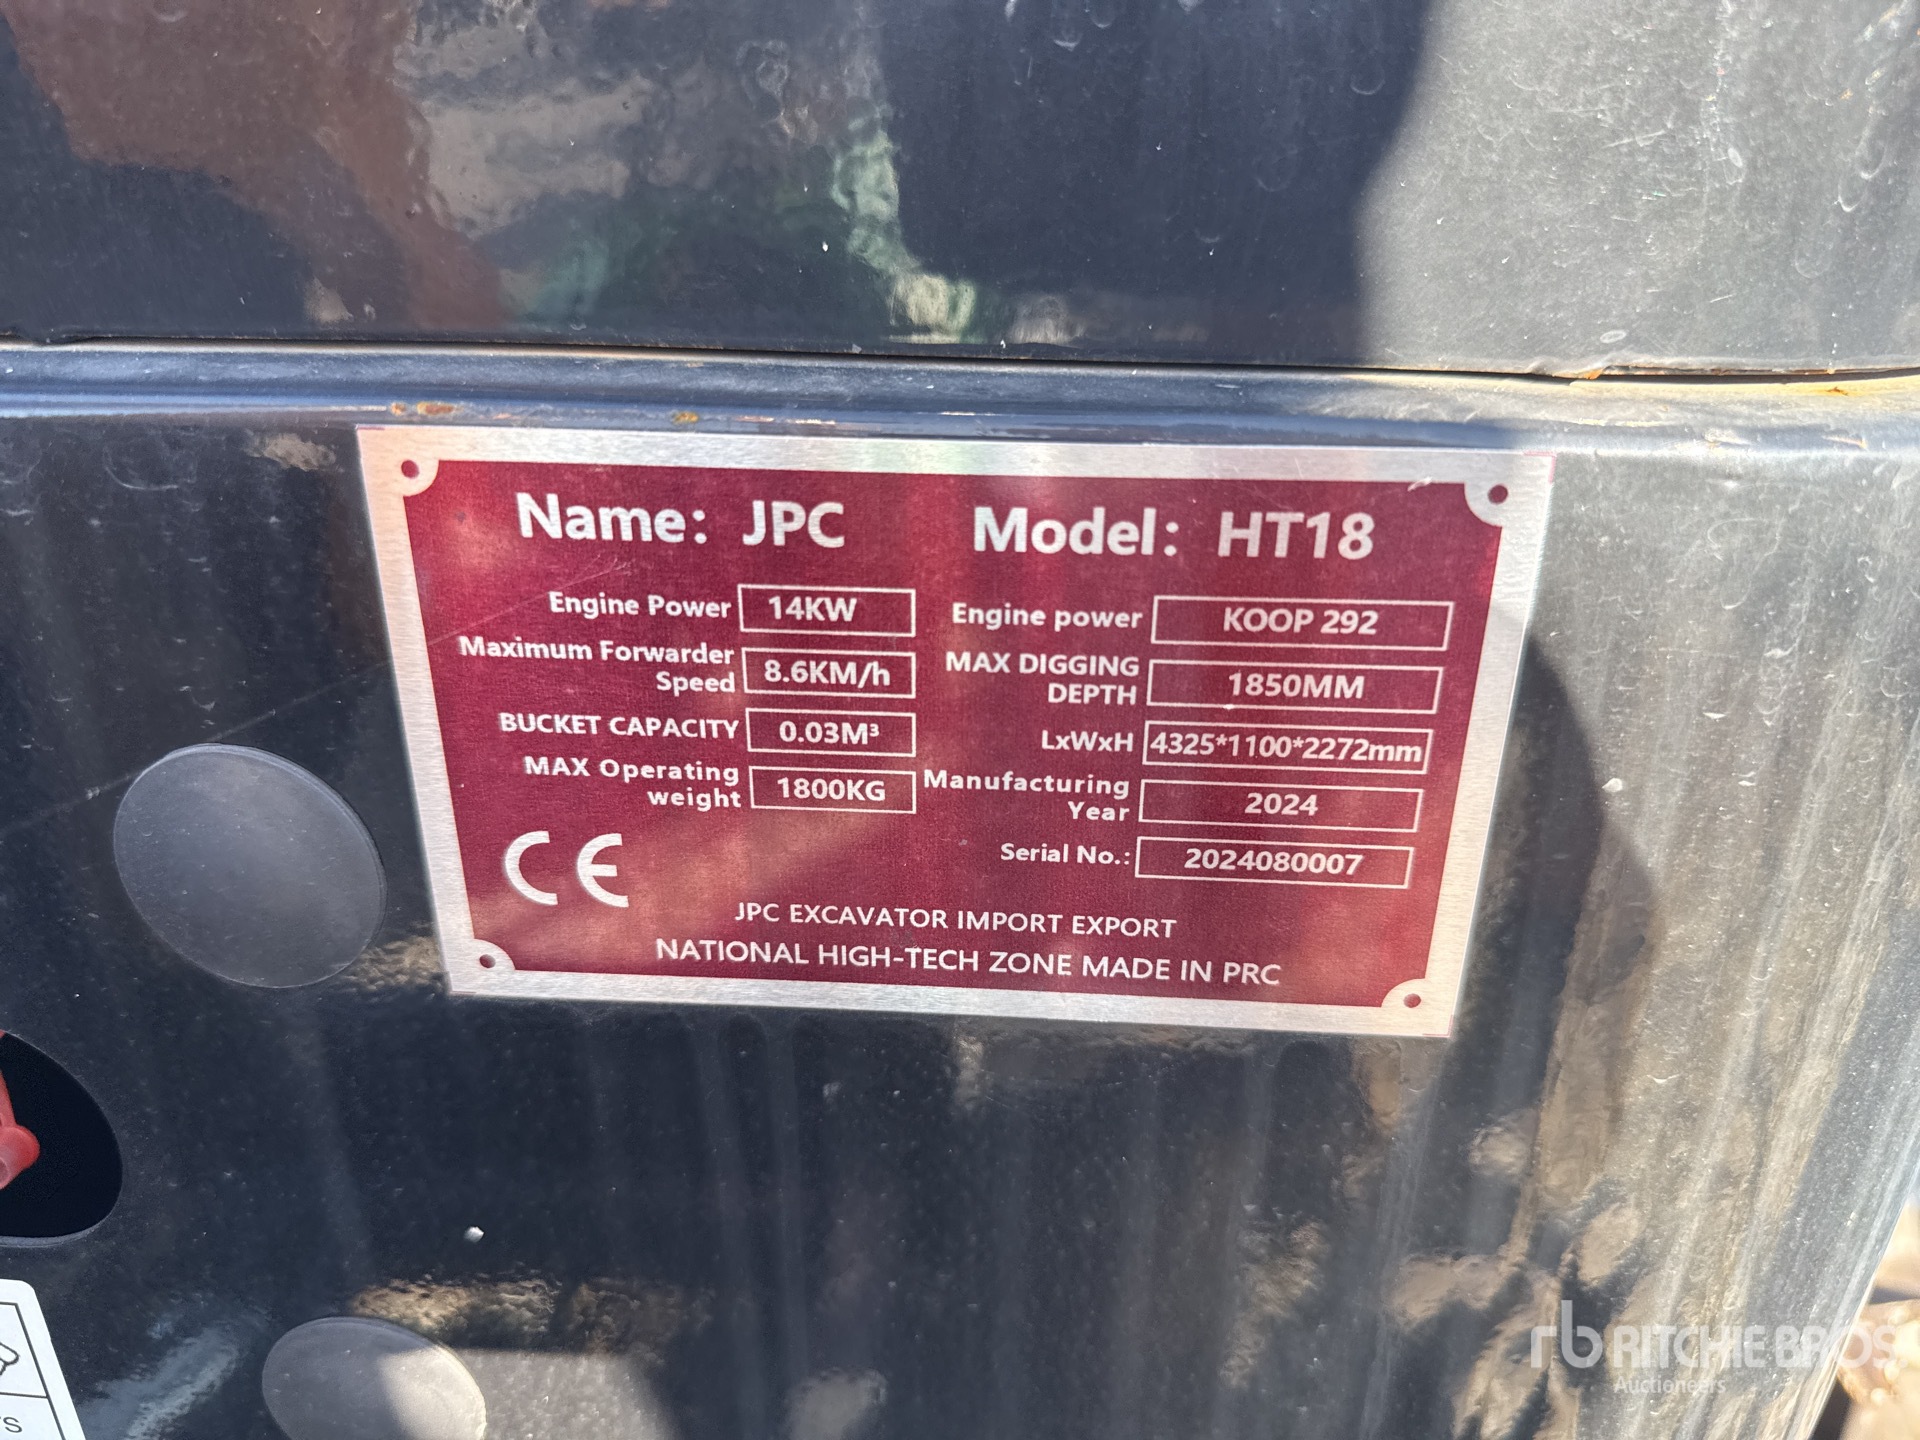 Name: JPC Model: HT18
Engine Power 14KW Engine power KOOP 292
Maximum Forwarder Speed 8.6KM/h MAX DIGGING DEPTH 1850MM
BUCKET CAPACITY 0.03M³ LxWxH 4325*1100*2272mm
MAX Operating weight 1800KG Manufacturing Year 2024
Serial No.: 2024080007
CE
JPC EXCAVATOR IMPORT EXPORT
NATIONAL HIGH-TECH ZONE MADE IN PRC
rb RITCHIE BROS
Auctioneers